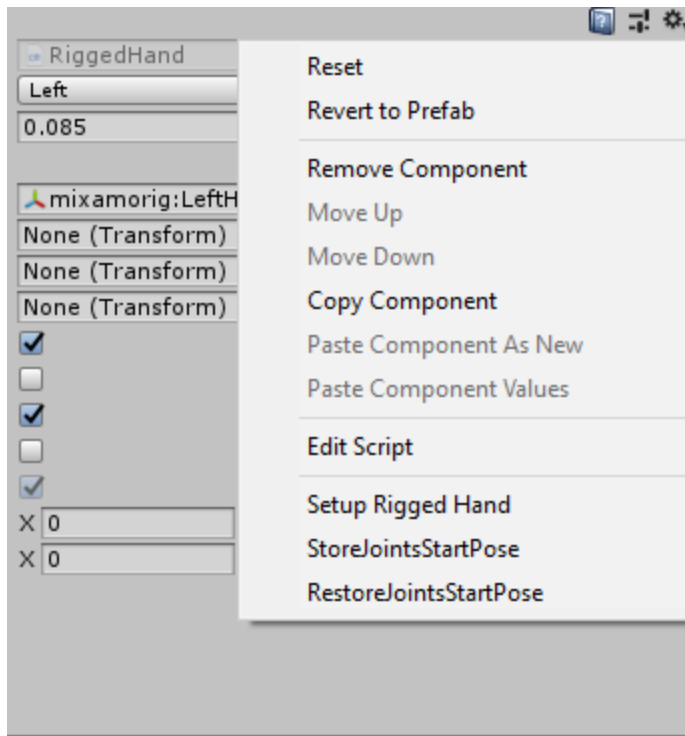 RiggedHand
Left
0.085
mixamorig:LeftH
None (Transform)
None (Transform)
None (Transform)
X 0
X 0
Reset
Revert to Prefab
Remove Component
Move Up
Move Down
Copy Component
Paste Component As New
Paste Component Values
Edit Script
Setup Rigged Hand
StoreJointsStartPose
RestoreJointsStartPose